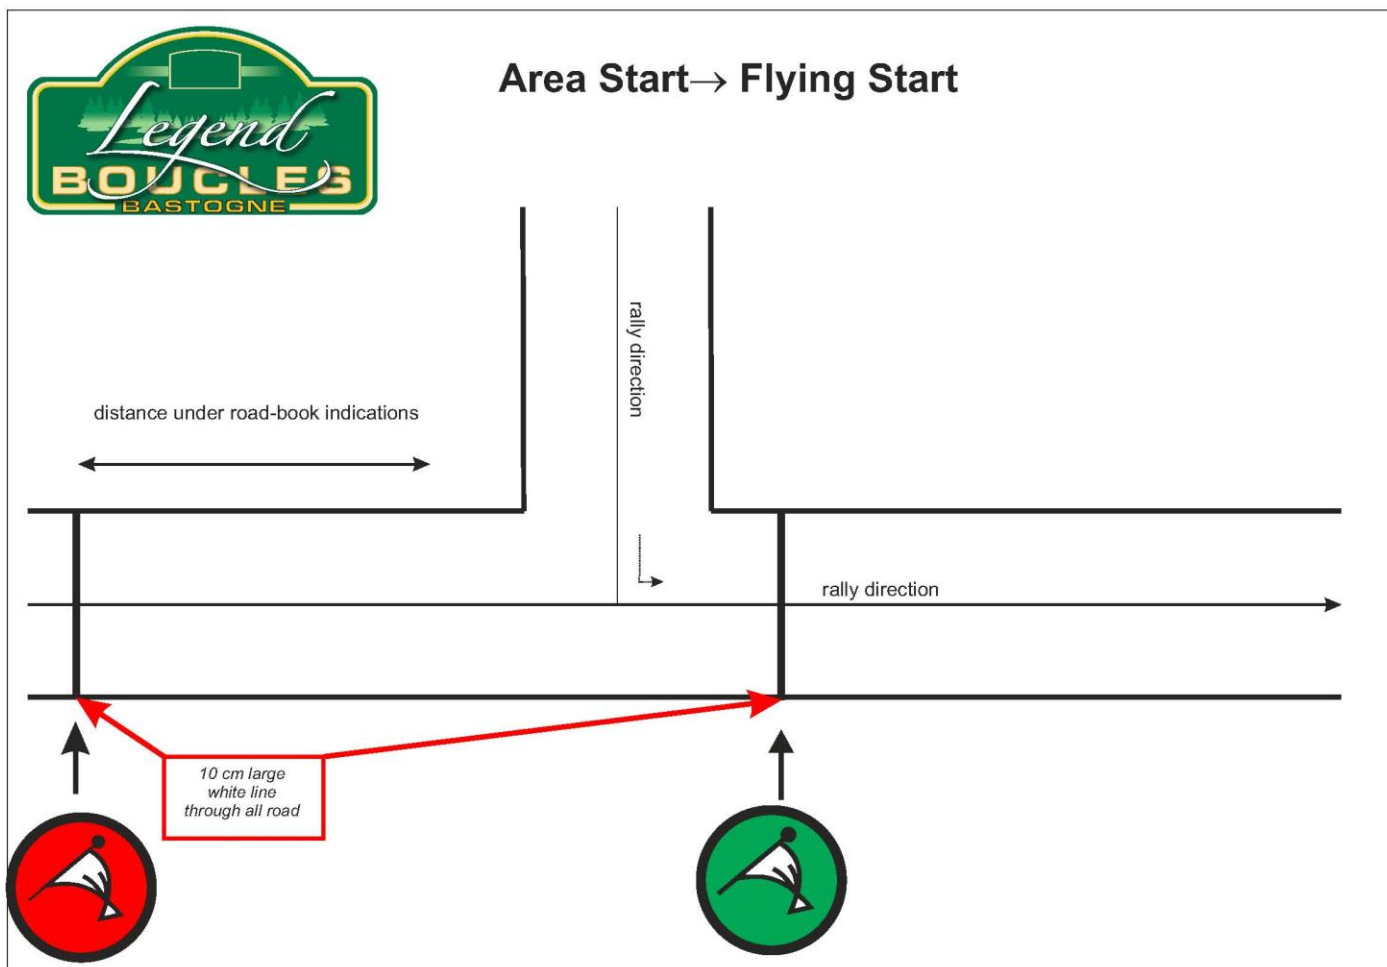 Legend
BOUCLES
BASTOGNE
Area Start→ Flying Start
rally direction
distance under road-book indications
rally direction
10 cm large
white line
through all road